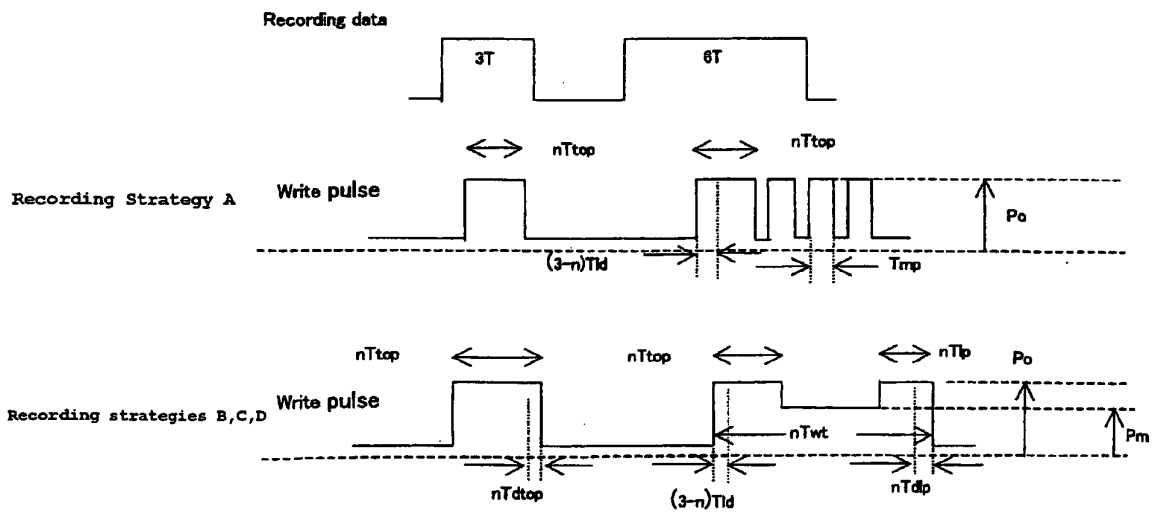 Recording data
3T
6T
nTtop
nTtop
Recording Strategy A
Write pulse
Po
(3-n)Tld
Tmp
nTtop
nTtop
nTlp
Po
Recording strategies B,C,D
Write pulse
nTwt
Pm
nTdtop
(3-n)Tld
nTdlp